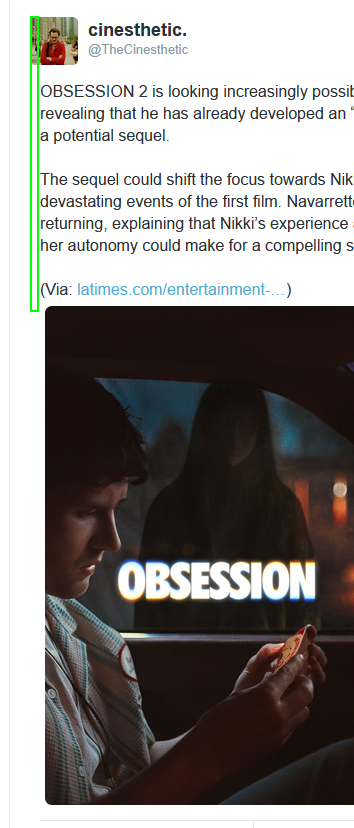 cinesthetic.
@TheCinesthetic
OBSESSION 2 is looking increasingly possib
revealing that he has already developed an “
a potential sequel.
The sequel could shift the focus towards Nik
devastating events of the first film. Navarrett
returning, explaining that Nikki’s experience
her autonomy could make for a compelling s
(Via: latimes.com/entertainment-…)
OBSESSION